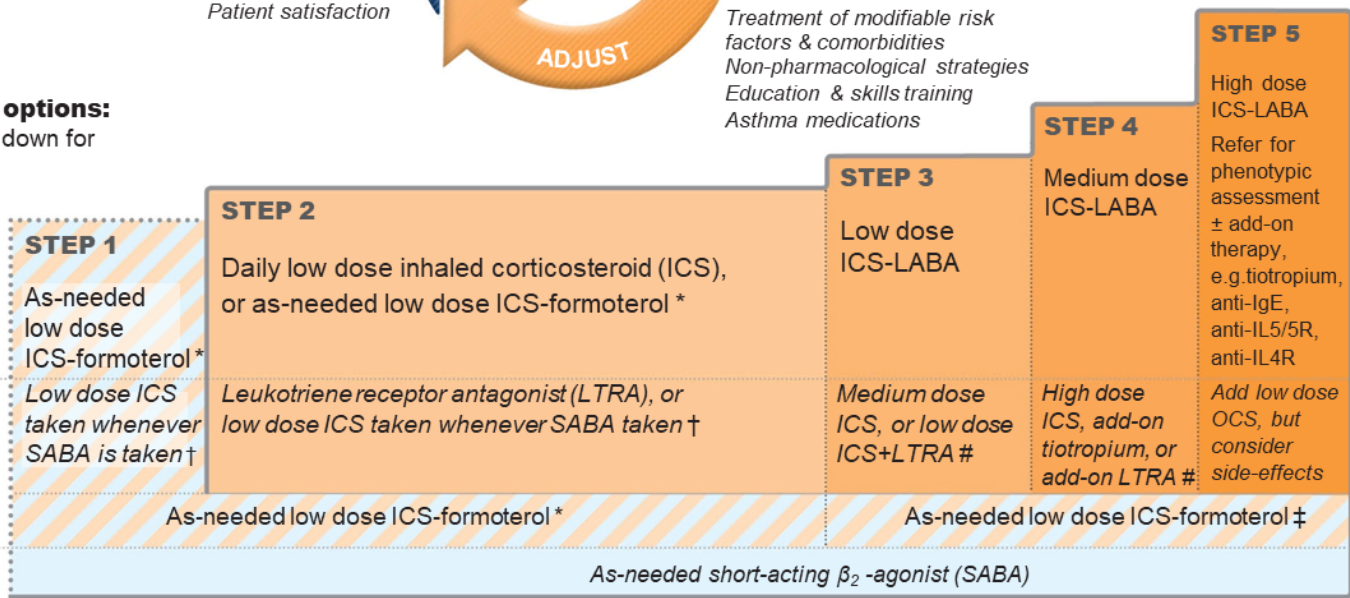 Patient satisfaction
ADJUST
Treatment of modifiable risk
factors & comorbidities
Non-pharmacological strategies
Education & skills training
Asthma medications
options:
down for
STEP 1
As-needed
low dose
ICS-formoterol *
Low dose ICS
taken whenever
SABA is taken †
STEP 2
Daily low dose inhaled corticosteroid (ICS),
or as-needed low dose ICS-formoterol *
Leukotriene receptor antagonist (LTRA), or
low dose ICS taken whenever SABA taken †
STEP 3
Low dose
ICS-LABA
Medium dose
ICS, or low dose
ICS+LTRA #
STEP 4
Medium dose
ICS-LABA
High dose
ICS, add-on
tiotropium, or
add-on LTRA #
STEP 5
High dose
ICS-LABA
Refer for
phenotypic
assessment
± add-on
therapy,
e.g.tiotropium,
anti-IgE,
anti-IL5/5R,
anti-IL4R
Add low dose
OCS, but
consider
side-effects
As-needed low dose ICS-formoterol *
As-needed low dose ICS-formoterol ‡
As-needed short-acting β₂ -agonist (SABA)